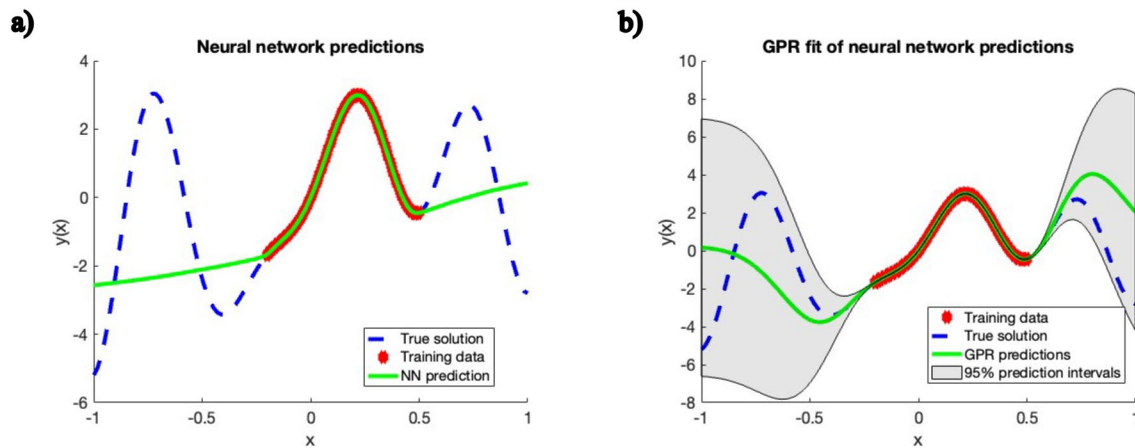 a)
Neural network predictions
4
2
0
-2
-4
-6
y(x)
-1
-0.5
0
0.5
1
x
True solution
Training data
NN prediction
b)
GPR fit of neural network predictions
10
8
6
4
2
0
-2
-4
-6
-8
y(x)
-1
-0.5
0
0.5
1
x
Training data
True solution
GPR predictions
95% prediction intervals